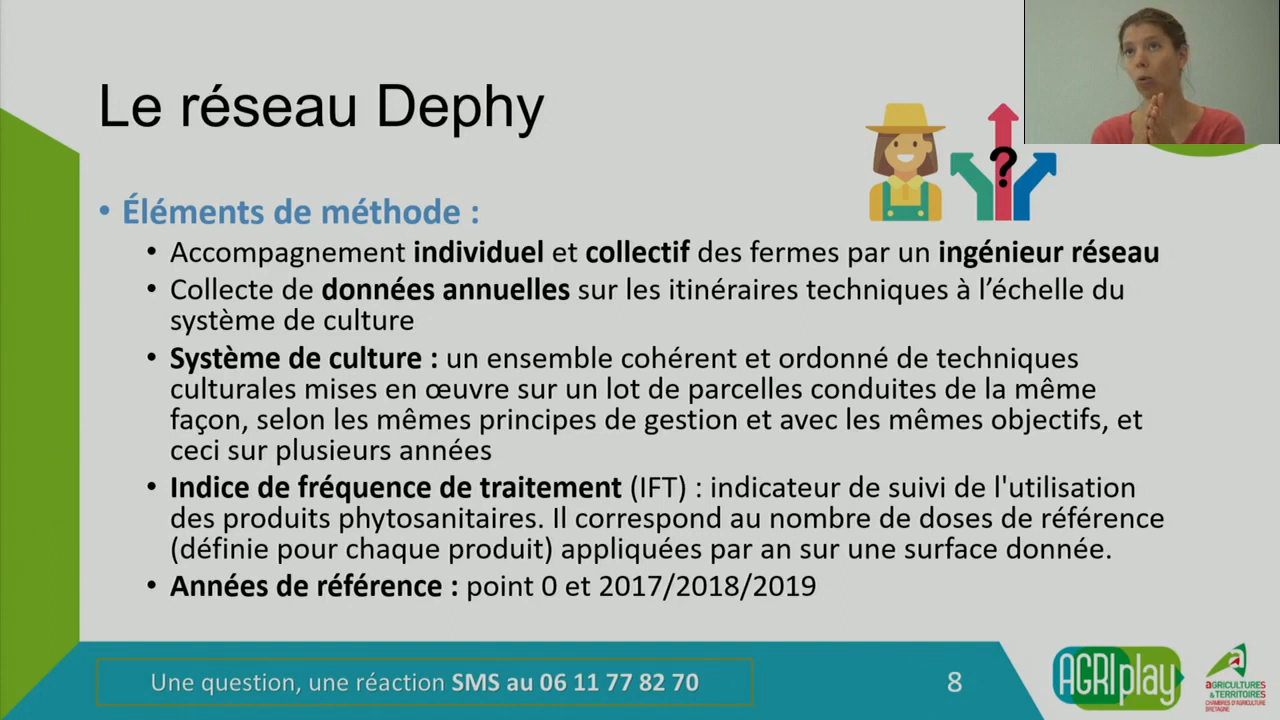 Le réseau Dephy
?
• Éléments de méthode :
• Accompagnement individuel et collectif des fermes par un ingénieur réseau
• Collecte de données annuelles sur les itinéraires techniques à l’échelle du
système de culture
• Système de culture : un ensemble cohérent et ordonné de techniques
culturales mises en œuvre sur un lot de parcelles conduites de la même
façon, selon les mêmes principes de gestion et avec les mêmes objectifs, et
ceci sur plusieurs années
• Indice de fréquence de traitement (IFT) : indicateur de suivi de l'utilisation
des produits phytosanitaires. Il correspond au nombre de doses de référence
(définie pour chaque produit) appliquées par an sur une surface donnée.
• Années de référence : point 0 et 2017/2018/2019
Une question, une réaction SMS au 06 11 77 82 70
8
AGRIplay
AGRICULTURES
& TERRITOIRES
CHAMBRES D'AGRICULTURE
BRETAGNE